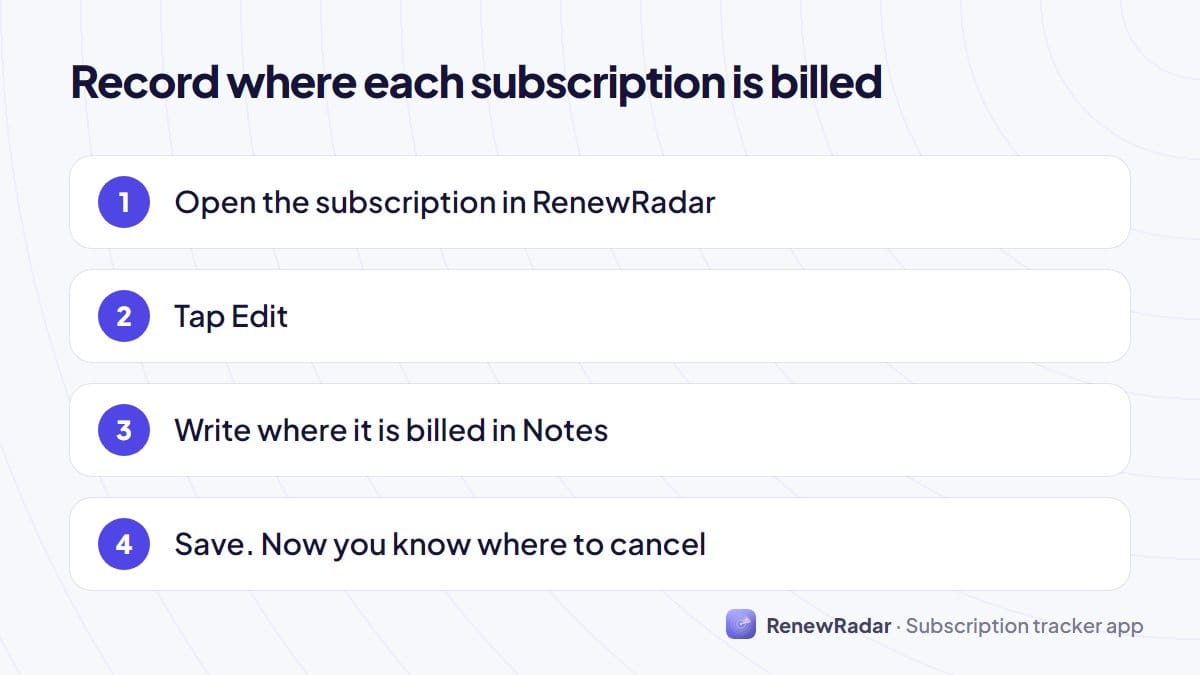 Record where each subscription is billed
1
Open the subscription in RenewRadar
2
Tap Edit
3
Write where it is billed in Notes
4
Save. Now you know where to cancel
RenewRadar · Subscription tracker app